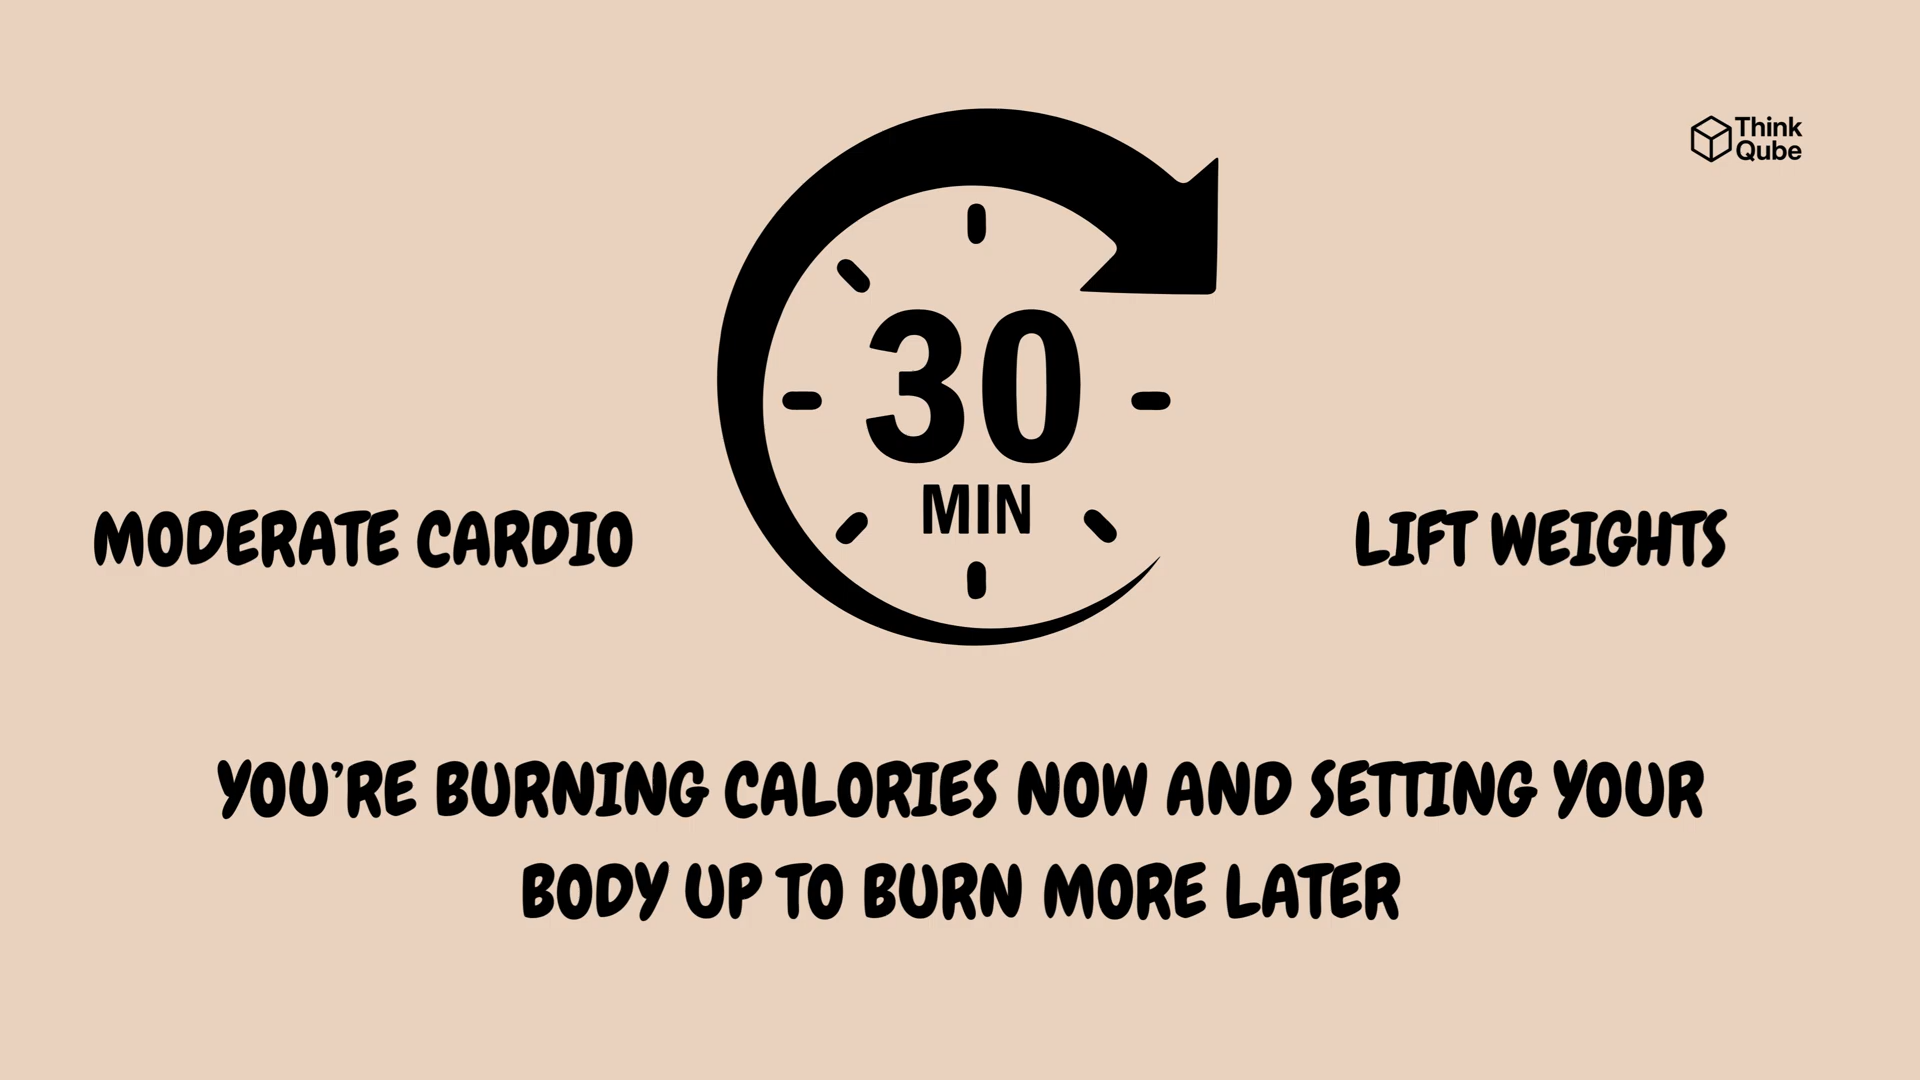 Think
Qube
30
MIN
MODERATE CARDIO
LIFT WEIGHTS
YOU'RE BURNING CALORIES NOW AND SETTING YOUR
BODY UP TO BURN MORE LATER